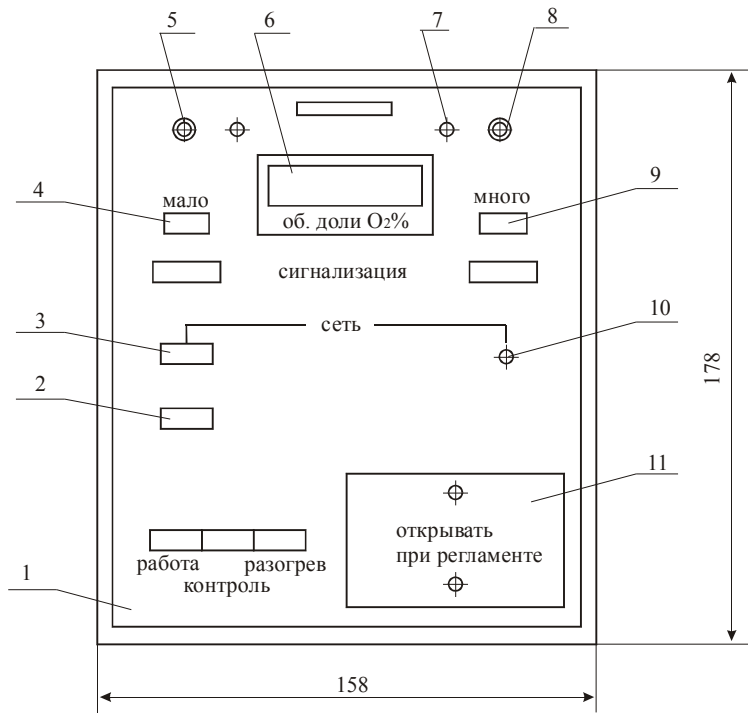 5 6 7 8
4 мало много 9
об. доли O₂%
сигнализация
3 сеть 10
2
178
11
открывать
при регламенте
работа разогрев
контроль
1
158